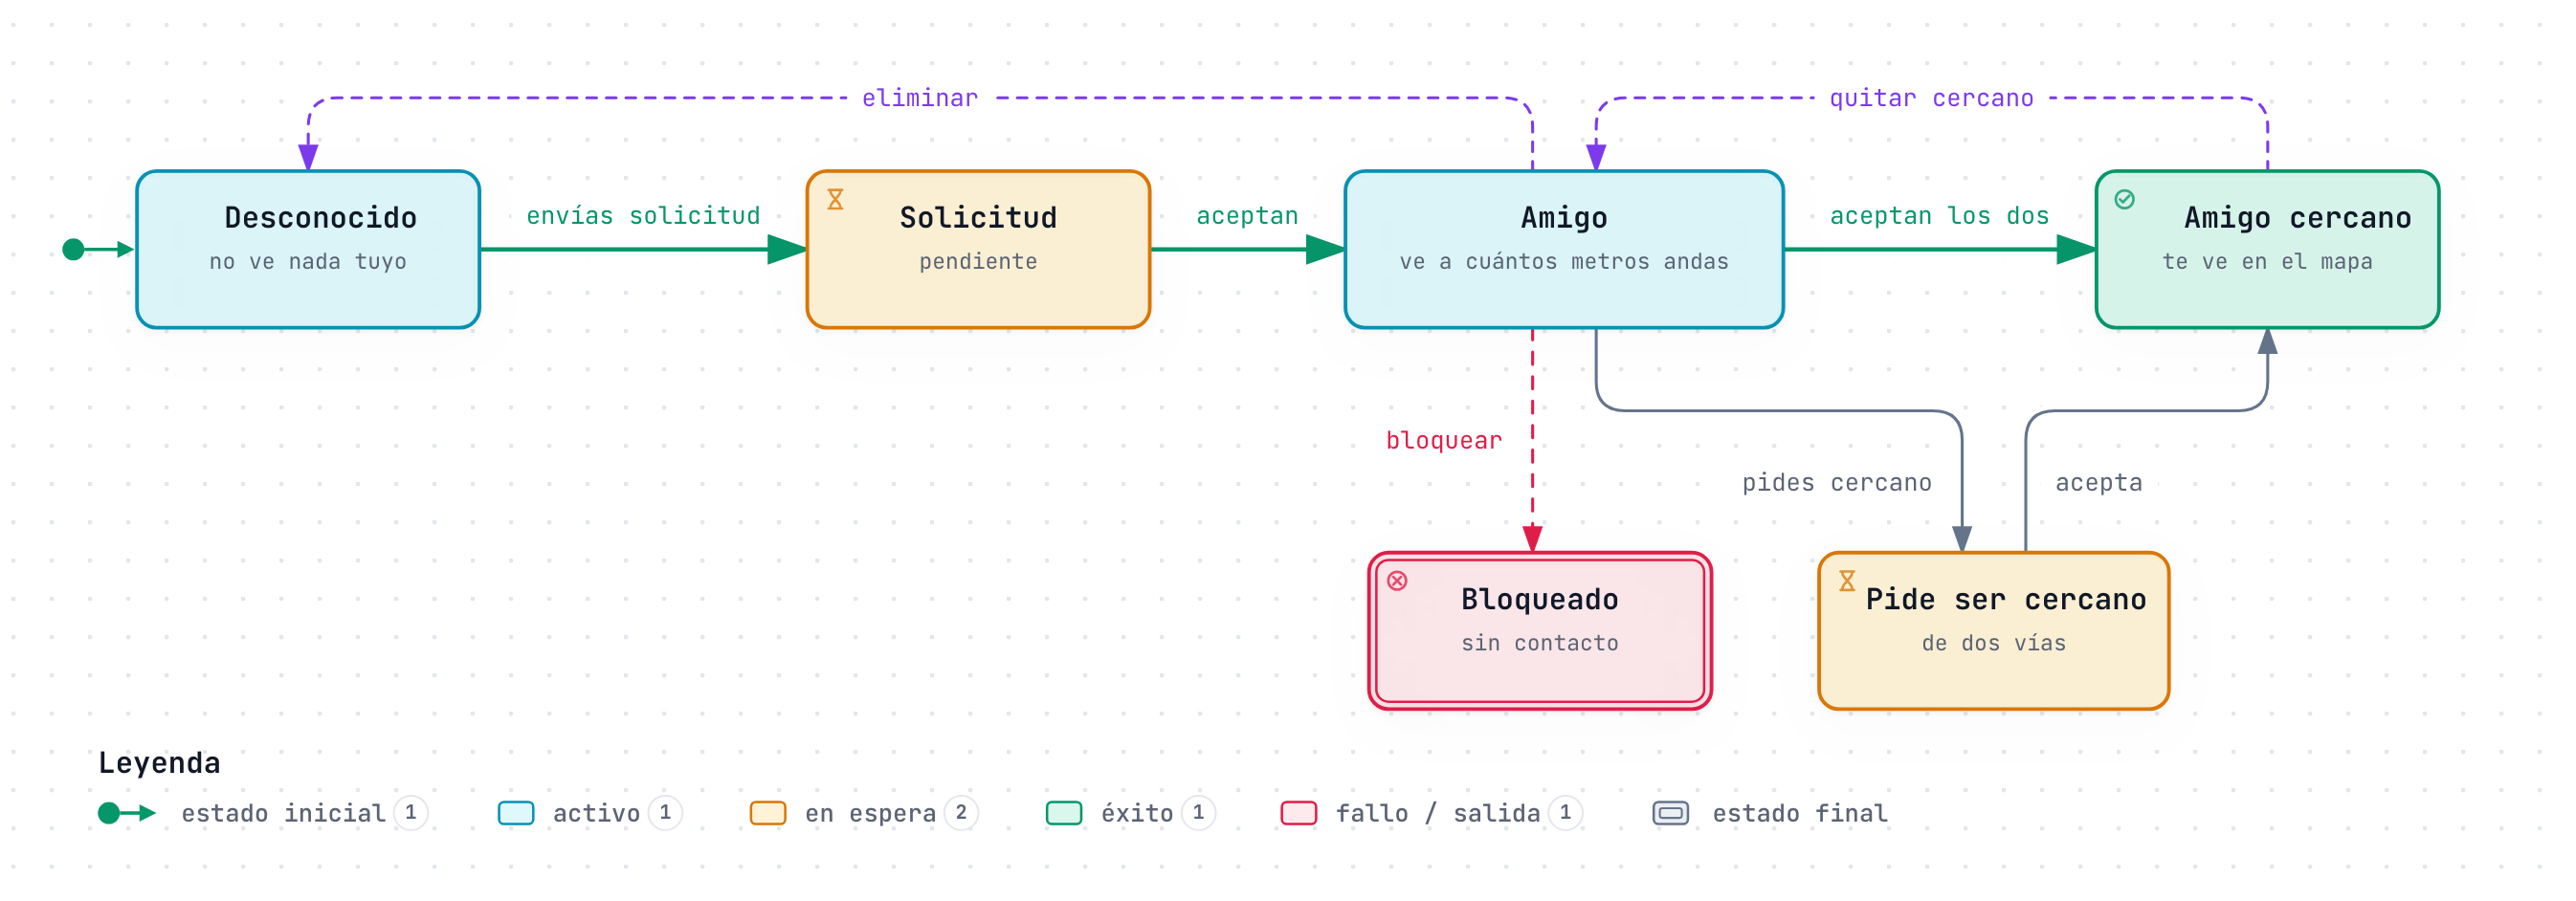 eliminar
quitar cercano
Desconocido
no ve nada tuyo
envías solicitud
Solicitud
pendiente
aceptan
Amigo
ve a cuántos metros andas
aceptan los dos
Amigo cercano
te ve en el mapa
bloquear
pides cercano
acepta
Bloqueado
sin contacto
Pide ser cercano
de dos vías
Leyenda
estado inicial 1
activo 1
en espera 2
éxito 1
fallo / salida 1
estado final